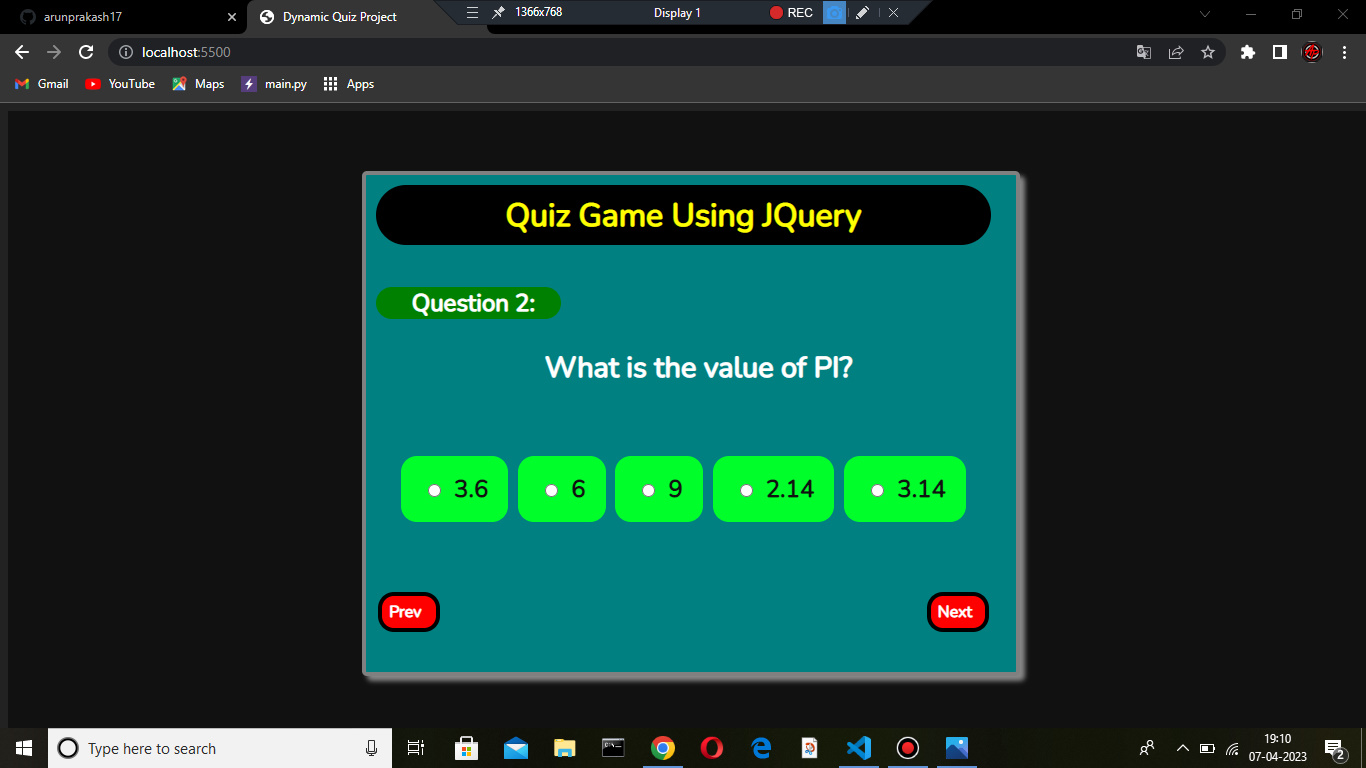 arunprakash17
Dynamic Quiz Project
1366x768
Display 1
REC
localhost:5500
Gmail
YouTube
Maps
main.py
Apps
Quiz Game Using JQuery
Question 2:
What is the value of PI?
3.6
6
9
2.14
3.14
Prev
Next
Type here to search
19:10
07-04-2023
2